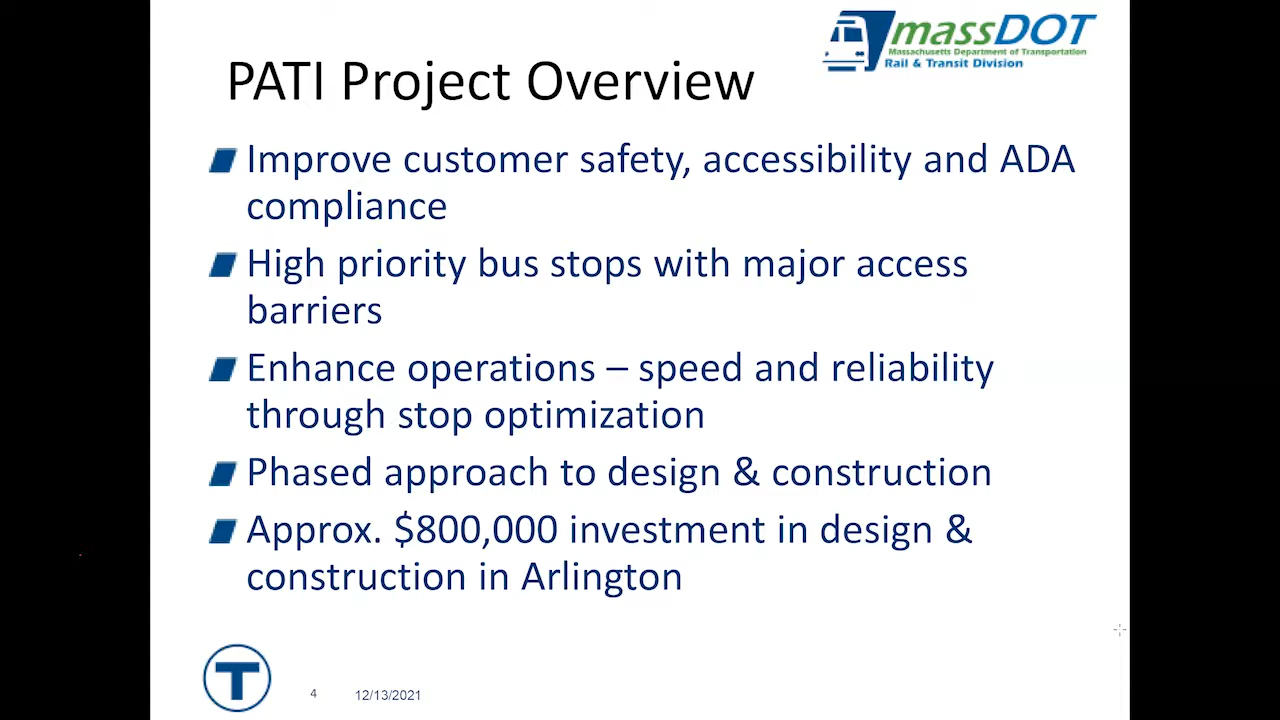 massDOT
Massachusetts Department of Transportation
Rail & Transit Division
PATI Project Overview
Improve customer safety, accessibility and ADA
compliance
High priority bus stops with major access
barriers
Enhance operations – speed and reliability
through stop optimization
Phased approach to design & construction
Approx. $800,000 investment in design &
construction in Arlington
T
4
12/13/2021